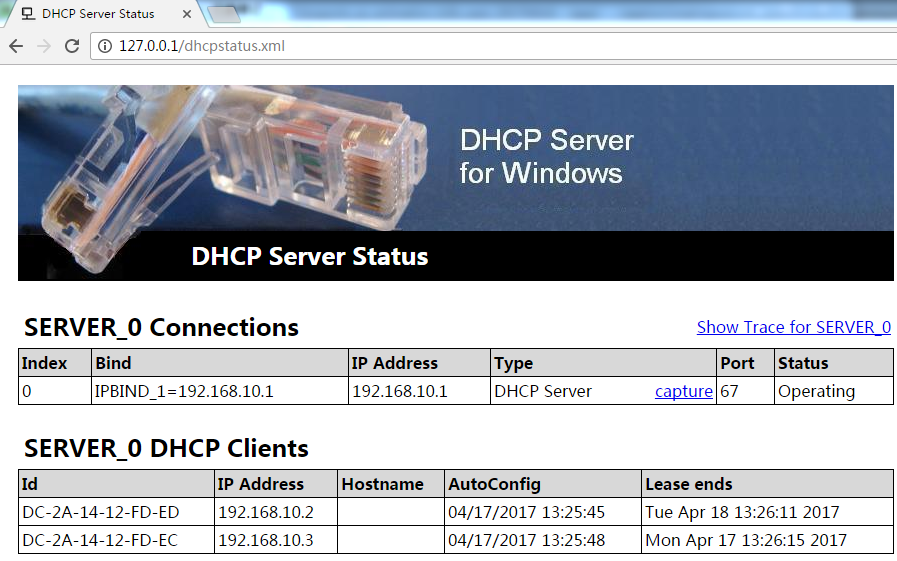 DHCP Server Status
127.0.0.1/dhcpstatus.xml
DHCP Server
for Windows
DHCP Server Status
SERVER_0 Connections
Show Trace for SERVER_0
Index Bind IP Address Type Port Status
0 IPBIND_1=192.168.10.1 192.168.10.1 DHCP Server capture 67 Operating
SERVER_0 DHCP Clients
Id IP Address Hostname AutoConfig Lease ends
DC-2A-14-12-FD-ED 192.168.10.2 04/17/2017 13:25:45 Tue Apr 18 13:26:11 2017
DC-2A-14-12-FD-EC 192.168.10.3 04/17/2017 13:25:48 Mon Apr 17 13:26:15 2017